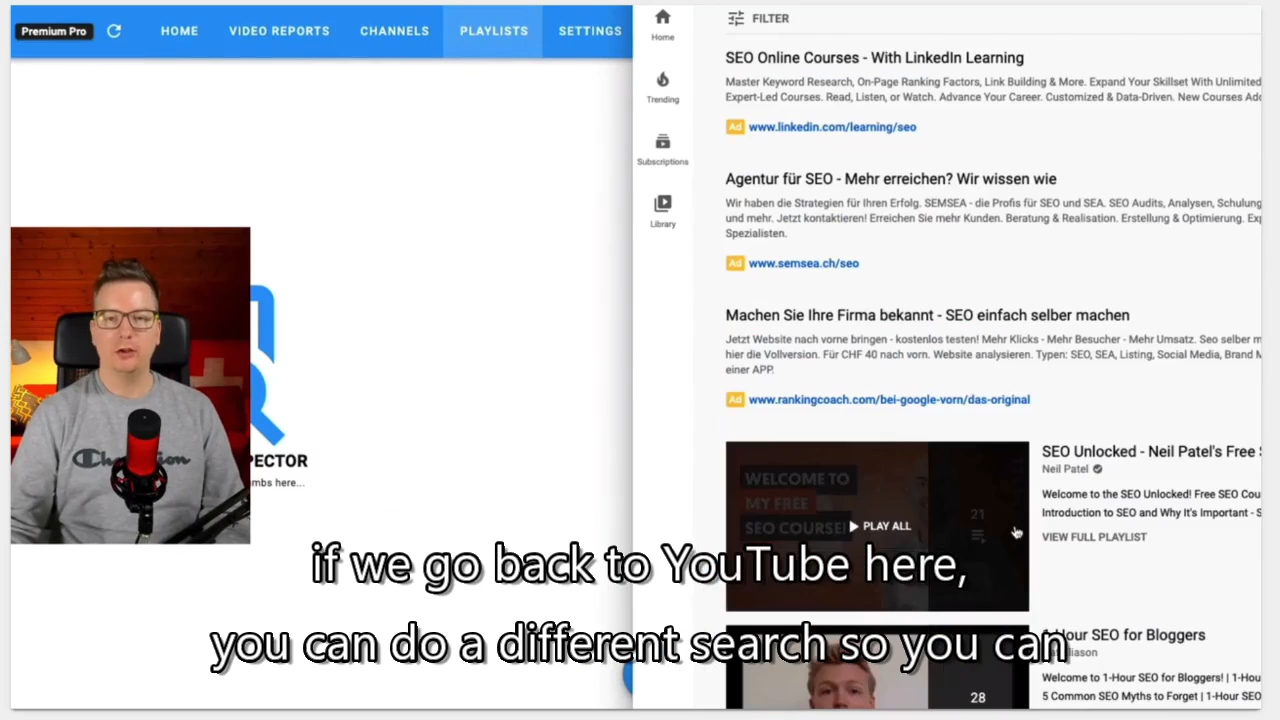 Premium Pro
HOME
VIDEO REPORTS
CHANNELS
PLAYLISTS
SETTINGS
PECTOR
mbs here...
Champion
Home
Trending
Subscriptions
Library
FILTER
SEO Online Courses - With LinkedIn Learning
Master Keyword Research, On-Page Ranking Factors, Link Building & More. Expand Your Skillset With Unlimited
Expert-Led Courses. Read, Listen, or Watch. Advance Your Career. Customized & Data-Driven. New Courses Add
Ad www.linkedin.com/learning/seo
Agentur für SEO - Mehr erreichen? Wir wissen wie
Wir haben die Strategien für Ihren Erfolg. SEMSEA - die Profis für SEO und SEA. SEO Audits, Analysen, Schulung
und mehr. Jetzt kontaktieren! Erreichen Sie mehr Kunden. Beratung & Realisation. Erstellung & Optimierung. Exp
Spezialisten.
Ad www.semsea.ch/seo
Machen Sie Ihre Firma bekannt - SEO einfach selber machen
Jetzt Website nach vorne bringen - kostenlos testen! Mehr Klicks - Mehr Besucher - Mehr Umsatz. Seo selber m
hier die Vollversion. Für CHF 40 nach vorn. Website analysieren. Typen: SEO, SEA, Listing, Social Media, Brand M
einer APP.
Ad www.rankingcoach.com/bei-google-vorn/das-original
WELCOME TO
MY FREE
SEO COURSE!
PLAY ALL
21
SEO Unlocked - Neil Patel's Free
Neil Patel
Welcome to the SEO Unlocked! Free SEO Cou
Introduction to SEO and Why It's Important - S
VIEW FULL PLAYLIST
Hour SEO for Bloggers
liason
Welcome to 1-Hour SEO for Bloggers! | 1-Hou
5 Common SEO Myths to Forget | 1-Hour SEO
28
if we go back to YouTube here,
you can do a different search so you can